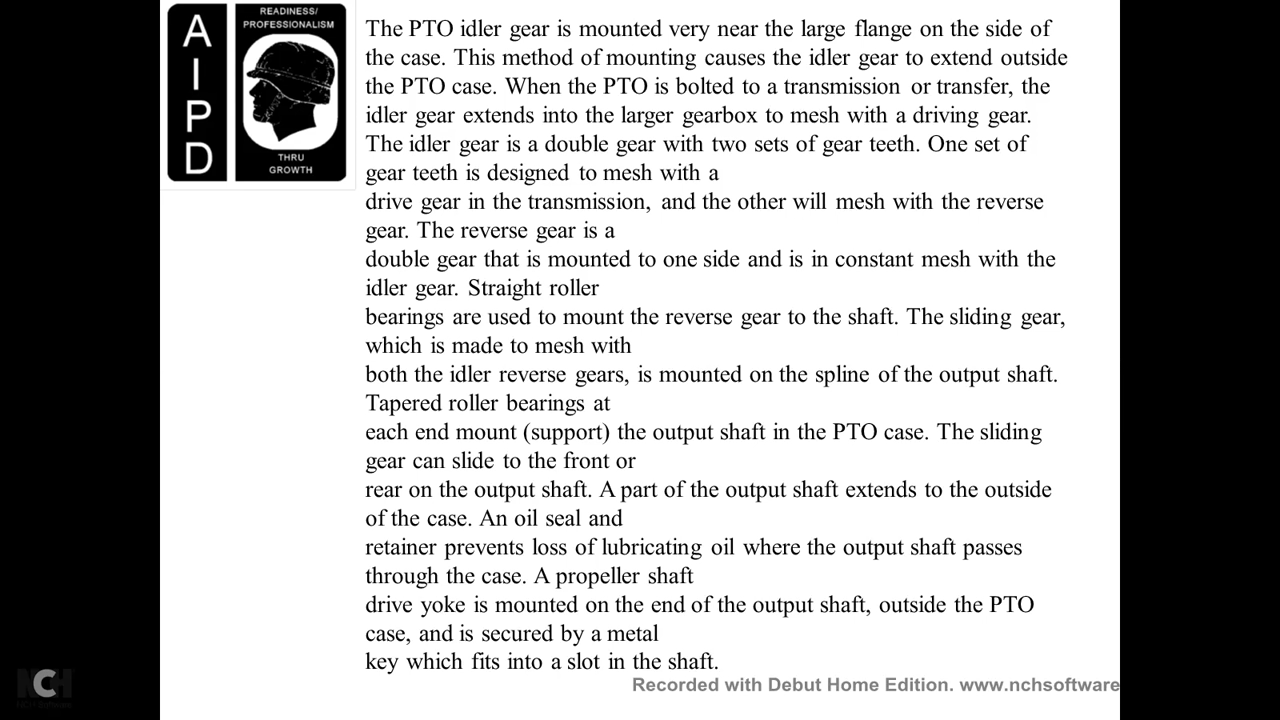 A
I
P
D
READINESS/
PROFESSIONALISM
THRU
GROWTH
The PTO idler gear is mounted very near the large flange on the side of
the case. This method of mounting causes the idler gear to extend outside
the PTO case. When the PTO is bolted to a transmission or transfer, the
idler gear extends into the larger gearbox to mesh with a driving gear.
The idler gear is a double gear with two sets of gear teeth. One set of
gear teeth is designed to mesh with a
drive gear in the transmission, and the other will mesh with the reverse
gear. The reverse gear is a
double gear that is mounted to one side and is in constant mesh with the
idler gear. Straight roller
bearings are used to mount the reverse gear to the shaft. The sliding gear,
which is made to mesh with
both the idler reverse gears, is mounted on the spline of the output shaft.
Tapered roller bearings at
each end mount (support) the output shaft in the PTO case. The sliding
gear can slide to the front or
rear on the output shaft. A part of the output shaft extends to the outside
of the case. An oil seal and
retainer prevents loss of lubricating oil where the output shaft passes
through the case. A propeller shaft
drive yoke is mounted on the end of the output shaft, outside the PTO
case, and is secured by a metal
key which fits into a slot in the shaft.
NCH
NCH Software
Recorded with Debut Home Edition. www.nchsoftware